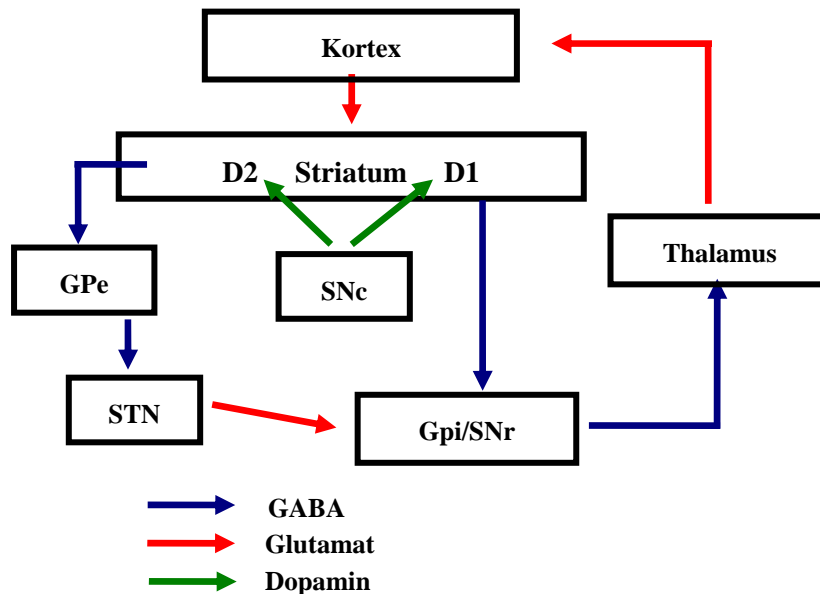 Kortex
D2 Striatum D1
Thalamus
GPe
SNc
STN
Gpi/SNr
GABA
Glutamat
Dopamin